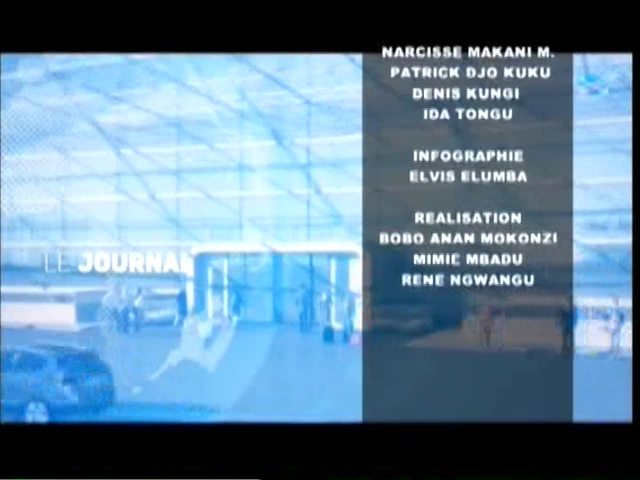 NARCISSE MAKANI M.
PATRICK DJO KUKU
DENIS KUNGI
IDA TONGU
INFOGRAPHIE
ELVIS ELUMBA
LE JOURNAL
REALISATION
BOBO ANAN MOKONZI
MIMIE MBADU
RENE NGWANGU